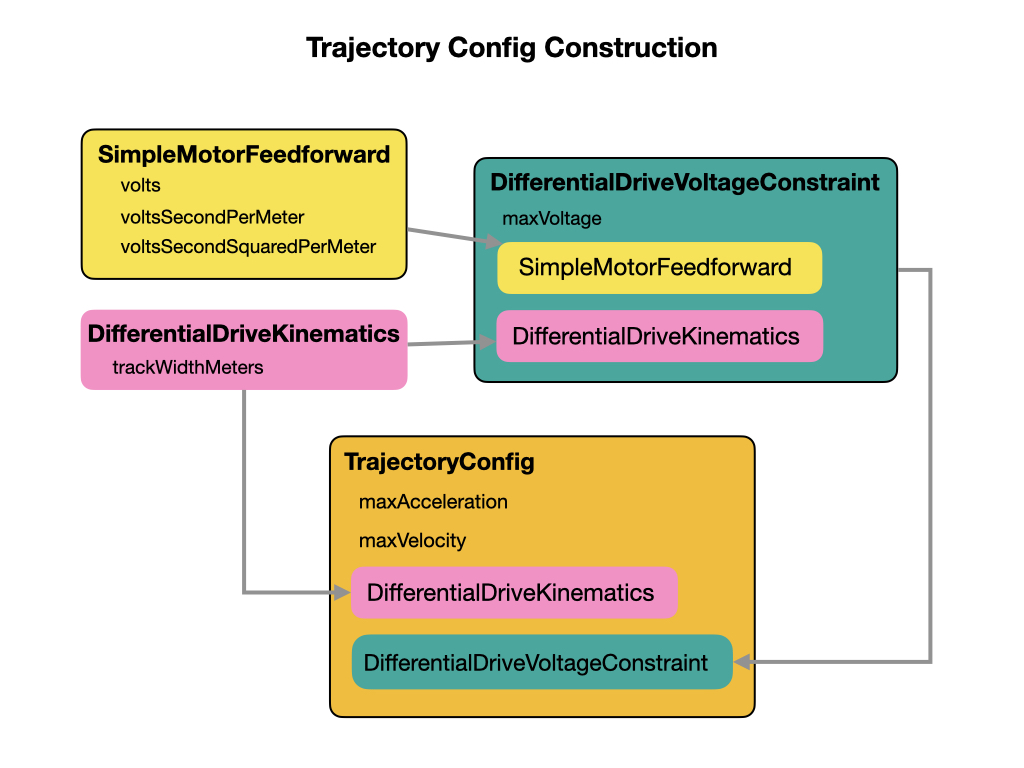 Trajectory Config Construction
SimpleMotorFeedforward
volts
voltsSecondPerMeter
voltsSecondSquaredPerMeter
DifferentialDriveKinematics
trackWidthMeters
DifferentialDriveVoltageConstraint
maxVoltage
SimpleMotorFeedforward
DifferentialDriveKinematics
TrajectoryConfig
maxAcceleration
maxVelocity
DifferentialDriveKinematics
DifferentialDriveVoltageConstraint